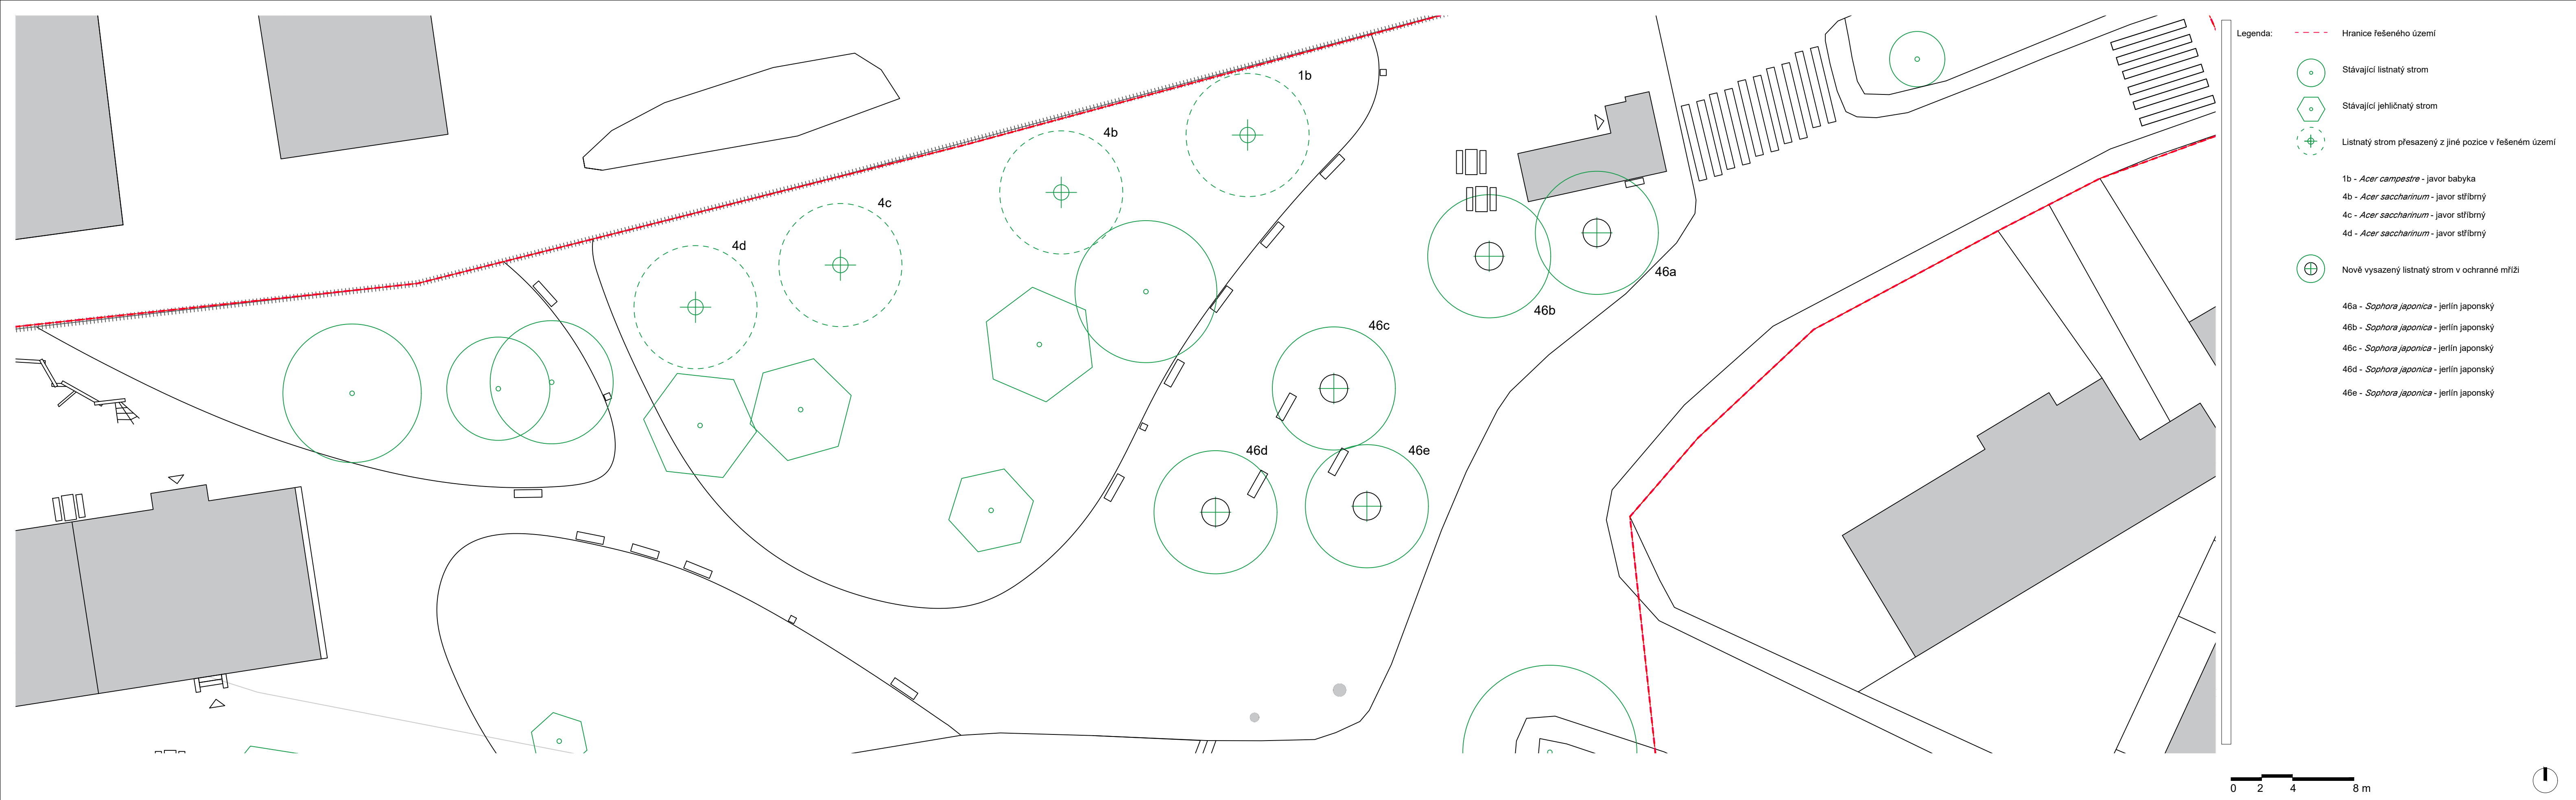 1b
4b
4c
4d
46a
46b
46c
46d
46e
Legenda:
Hranice řešeného území
Stávající listnatý strom
Stávající jehličnatý strom
Listnatý strom přesazený z jiné pozice v řešeném území
1b - Acer campestre - javor babyka
4b - Acer saccharinum - javor stříbrný
4c - Acer saccharinum - javor stříbrný
4d - Acer saccharinum - javor stříbrný
Nově vysazený listnatý strom v ochranné mříži
46a - Sophora japonica - jerlín japonský
46b - Sophora japonica - jerlín japonský
46c - Sophora japonica - jerlín japonský
46d - Sophora japonica - jerlín japonský
46e - Sophora japonica - jerlín japonský
0 2 4 8 m